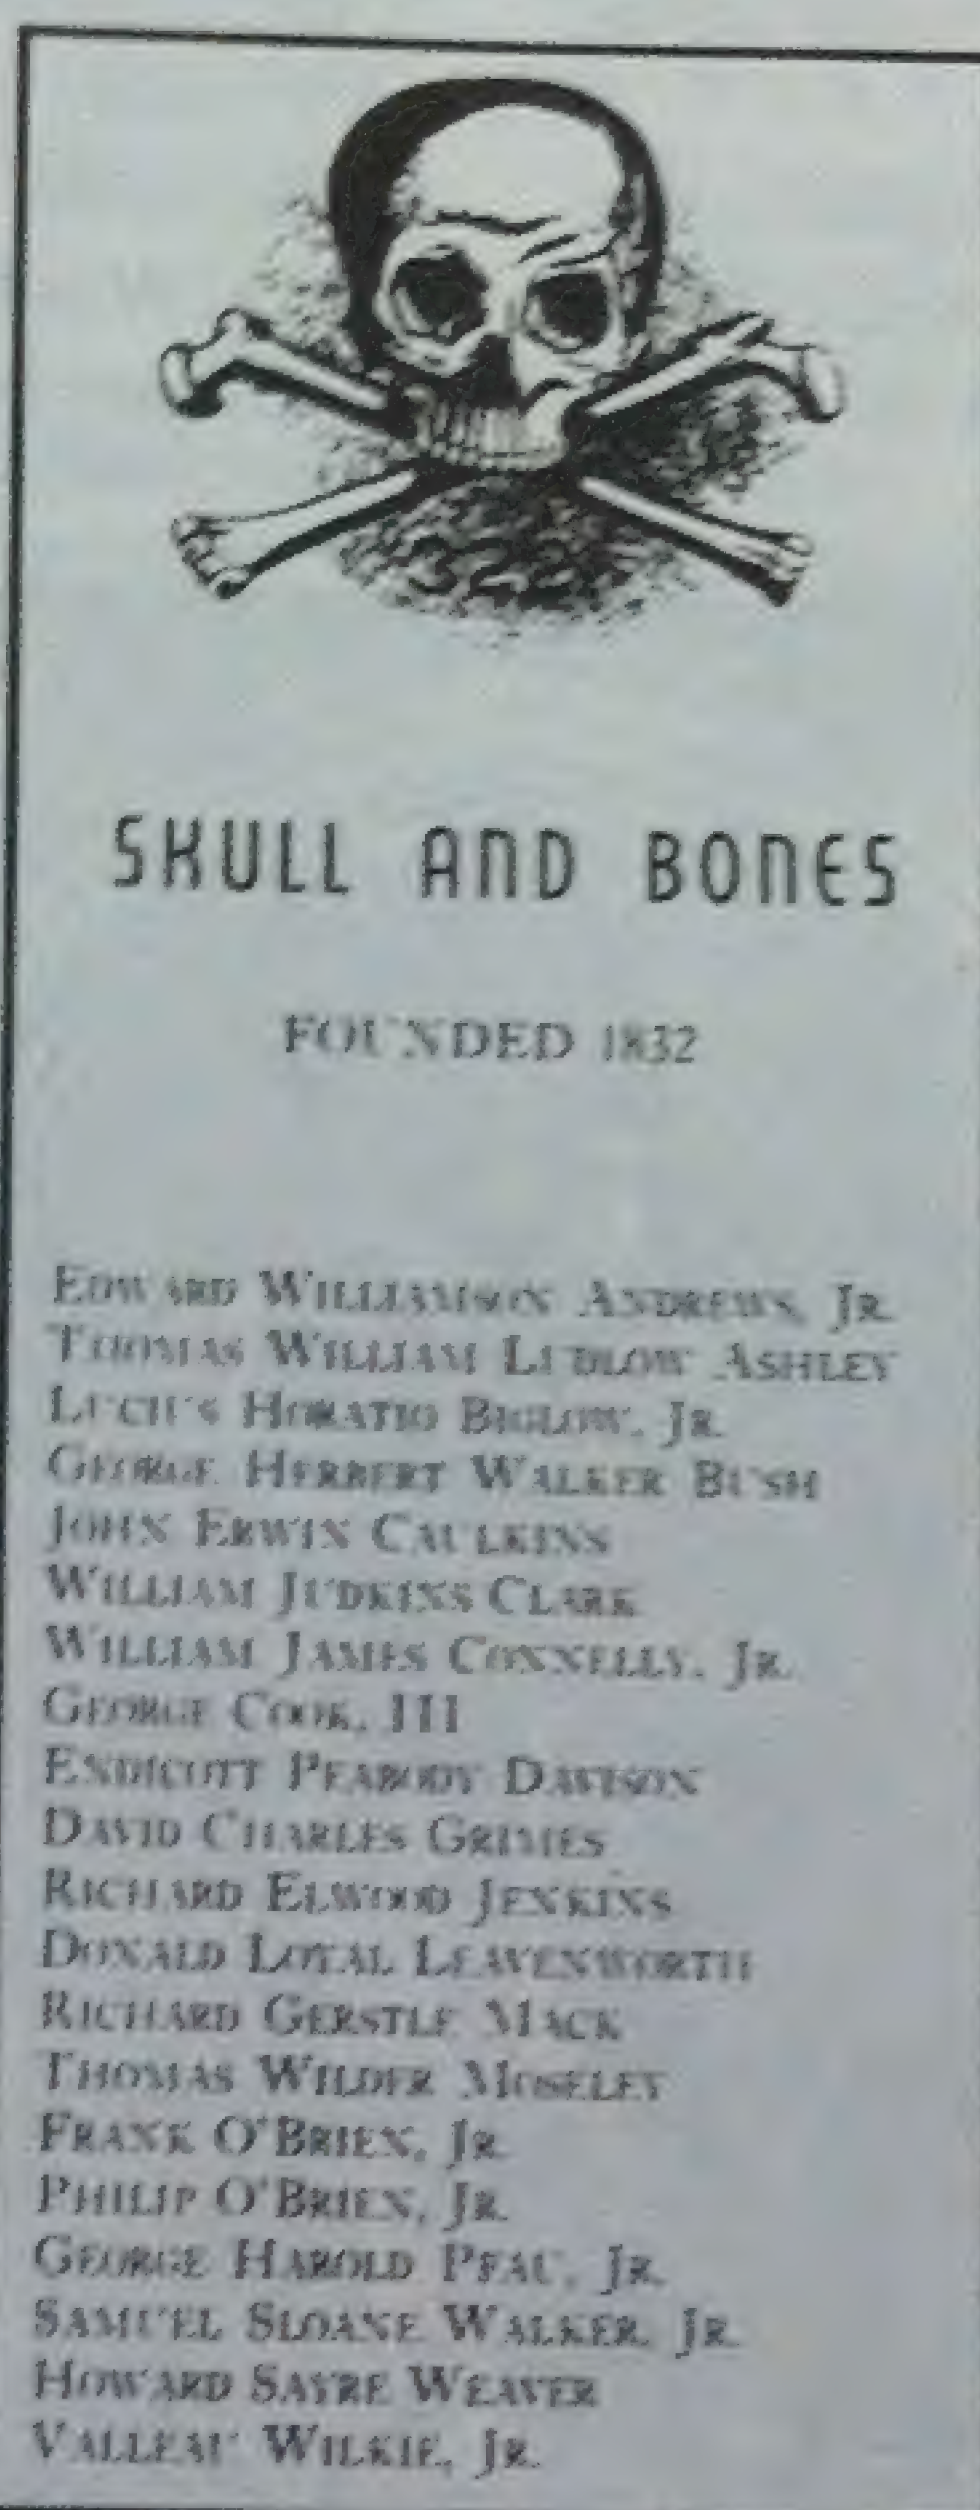 SKULL AND BONES
FOUNDED 1832
EDWARD WILLIAMSON ANDREWS, JR.
THOMAS WILLIAM LUDLOW ASHLEY
LUCIUS HORATIO BIGLOW, JR.
GEORGE HERBERT WALKER BUSH
JOHN ERWIN CAULKINS
WILLIAM JUDKINS CLARK
WILLIAM JAMES CONNELLY, JR.
GEORGE COOK, III
ENDICOTT PEABODY DAVISON
DAVID CHARLES GRIMES
RICHARD ELWOOD JENKINS
DONALD LOYAL LEAVENWORTH
RICHARD GERSTLE MACK
THOMAS WILDER MOSELEY
FRANK O'BRIEN, JR.
PHILIP O'BRIEN, JR.
GEORGE HAROLD PFAU, JR.
SAMUEL SLOANE WALKER, JR.
HOWARD SAYRE WEAVER
VALLEAU WILKIE, JR.